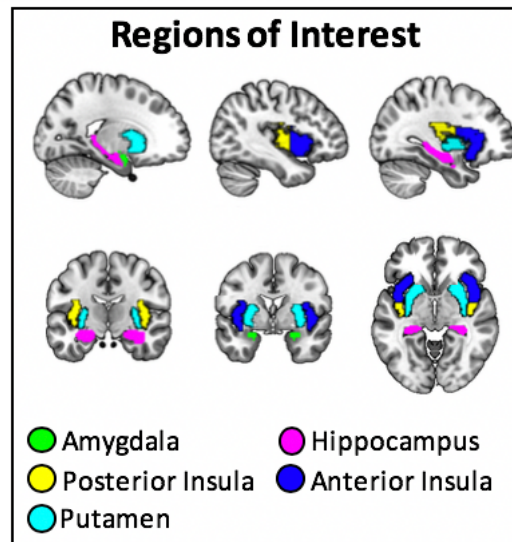 Regions of Interest
Amygdala
Hippocampus
Posterior Insula
Anterior Insula
Putamen